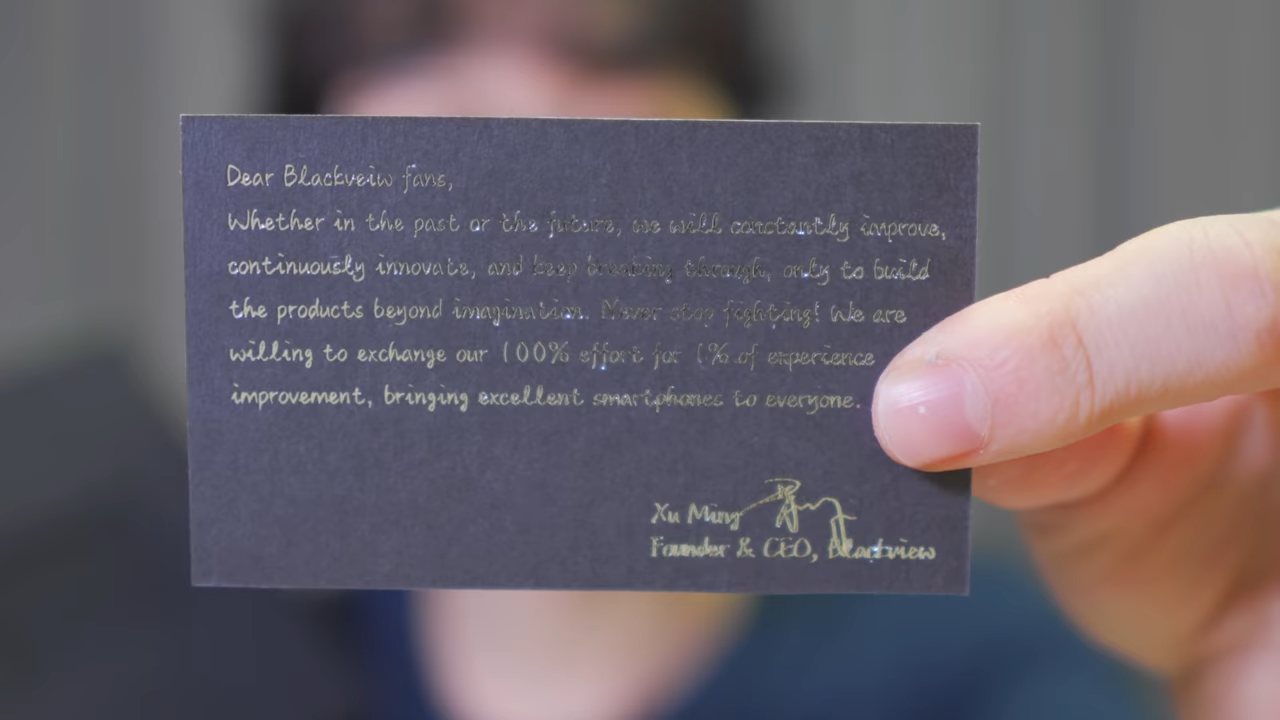 Dear Blackveiw fans,
Whether in the past or the future, we will constantly improve,
continuously innovate, and keep breaking through, only to build
the products beyond imagination. Never stop fighting! We are
willing to exchange our 100% effort for 1% of experience
improvement, bringing excellent smartphones to everyone.
Xu Ming
Founder & CEO, Blackview